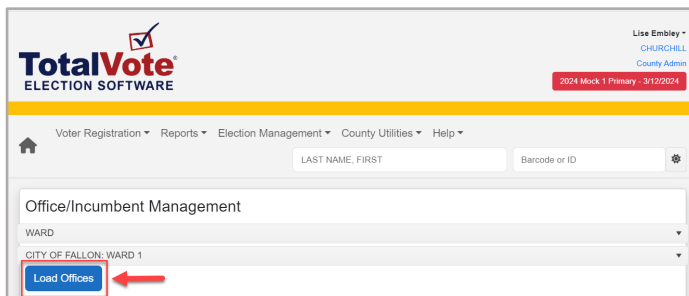 Lise Embley
CHURCHILL
County Admin
2024 Mock 1 Primary - 3/12/2024
TotalVote®
ELECTION SOFTWARE
Voter Registration Reports Election Management County Utilities Help
LAST NAME, FIRST Barcode or ID
Office/Incumbent Management
WARD
CITY OF FALLON: WARD 1
Load Offices